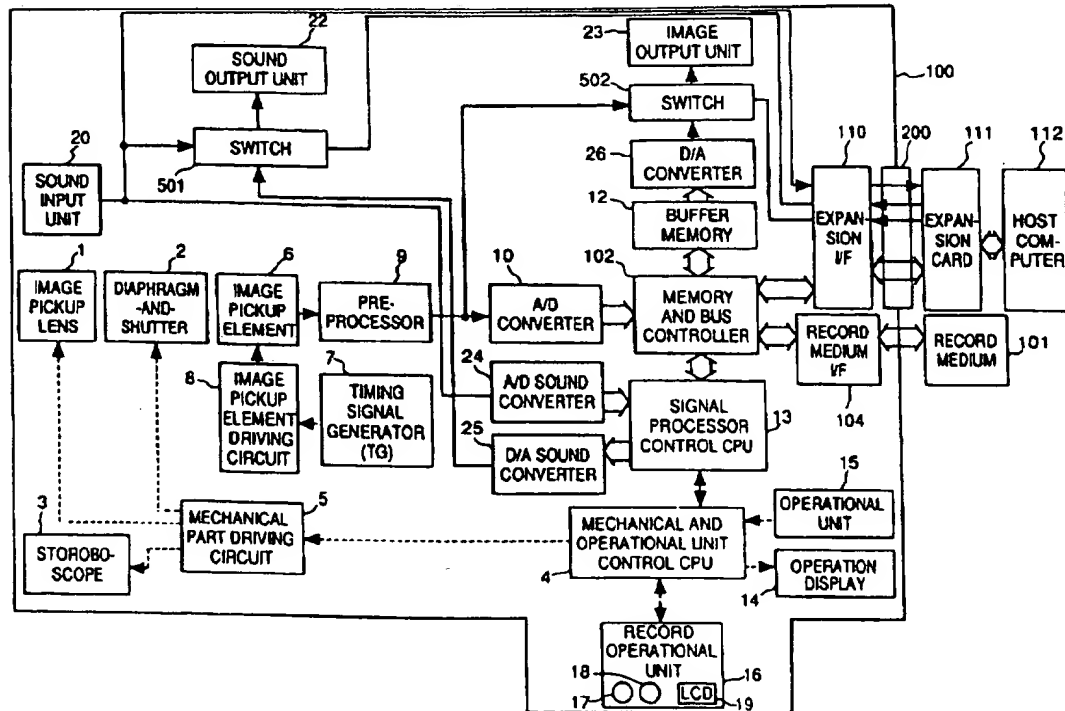 22
SOUND
OUTPUT UNIT
23
IMAGE
OUTPUT UNIT
100
502
SWITCH
20
SOUND
INPUT
UNIT
SWITCH
501
26
D/A
CONVERTER
110
EXPANSION
I/F
200
111
EXPAN-
SION
CARD
112
HOST
COM-
PUTER
12
BUFFER
MEMORY
1
IMAGE
PICKUP
LENS
2
DIAPHRAGM
-AND-
SHUTTER
6
IMAGE
PICKUP
ELEMENT
9
PRE-
PROCESSOR
10
A/D
CONVERTER
102
MEMORY
AND BUS
CONTROLLER
RECORD
MEDIUM
I/F
104
RECORD
MEDIUM
101
8
IMAGE
PICKUP
ELEMENT
DRIVING
CIRCUIT
7
TIMING
SIGNAL
GENERATOR
(TG)
24
A/D SOUND
CONVERTER
25
D/A SOUND
CONVERTER
SIGNAL
PROCESSOR
CONTROL CPU
13
3
STOROBO-
SCOPE
5
MECHANICAL
PART DRIVING
CIRCUIT
MECHANICAL AND
OPERATIONAL UNIT
CONTROL CPU
4
15
OPERATIONAL
UNIT
OPERATION
DISPLAY
14
RECORD
OPERATIONAL
UNIT
16
18
17
LCD
19